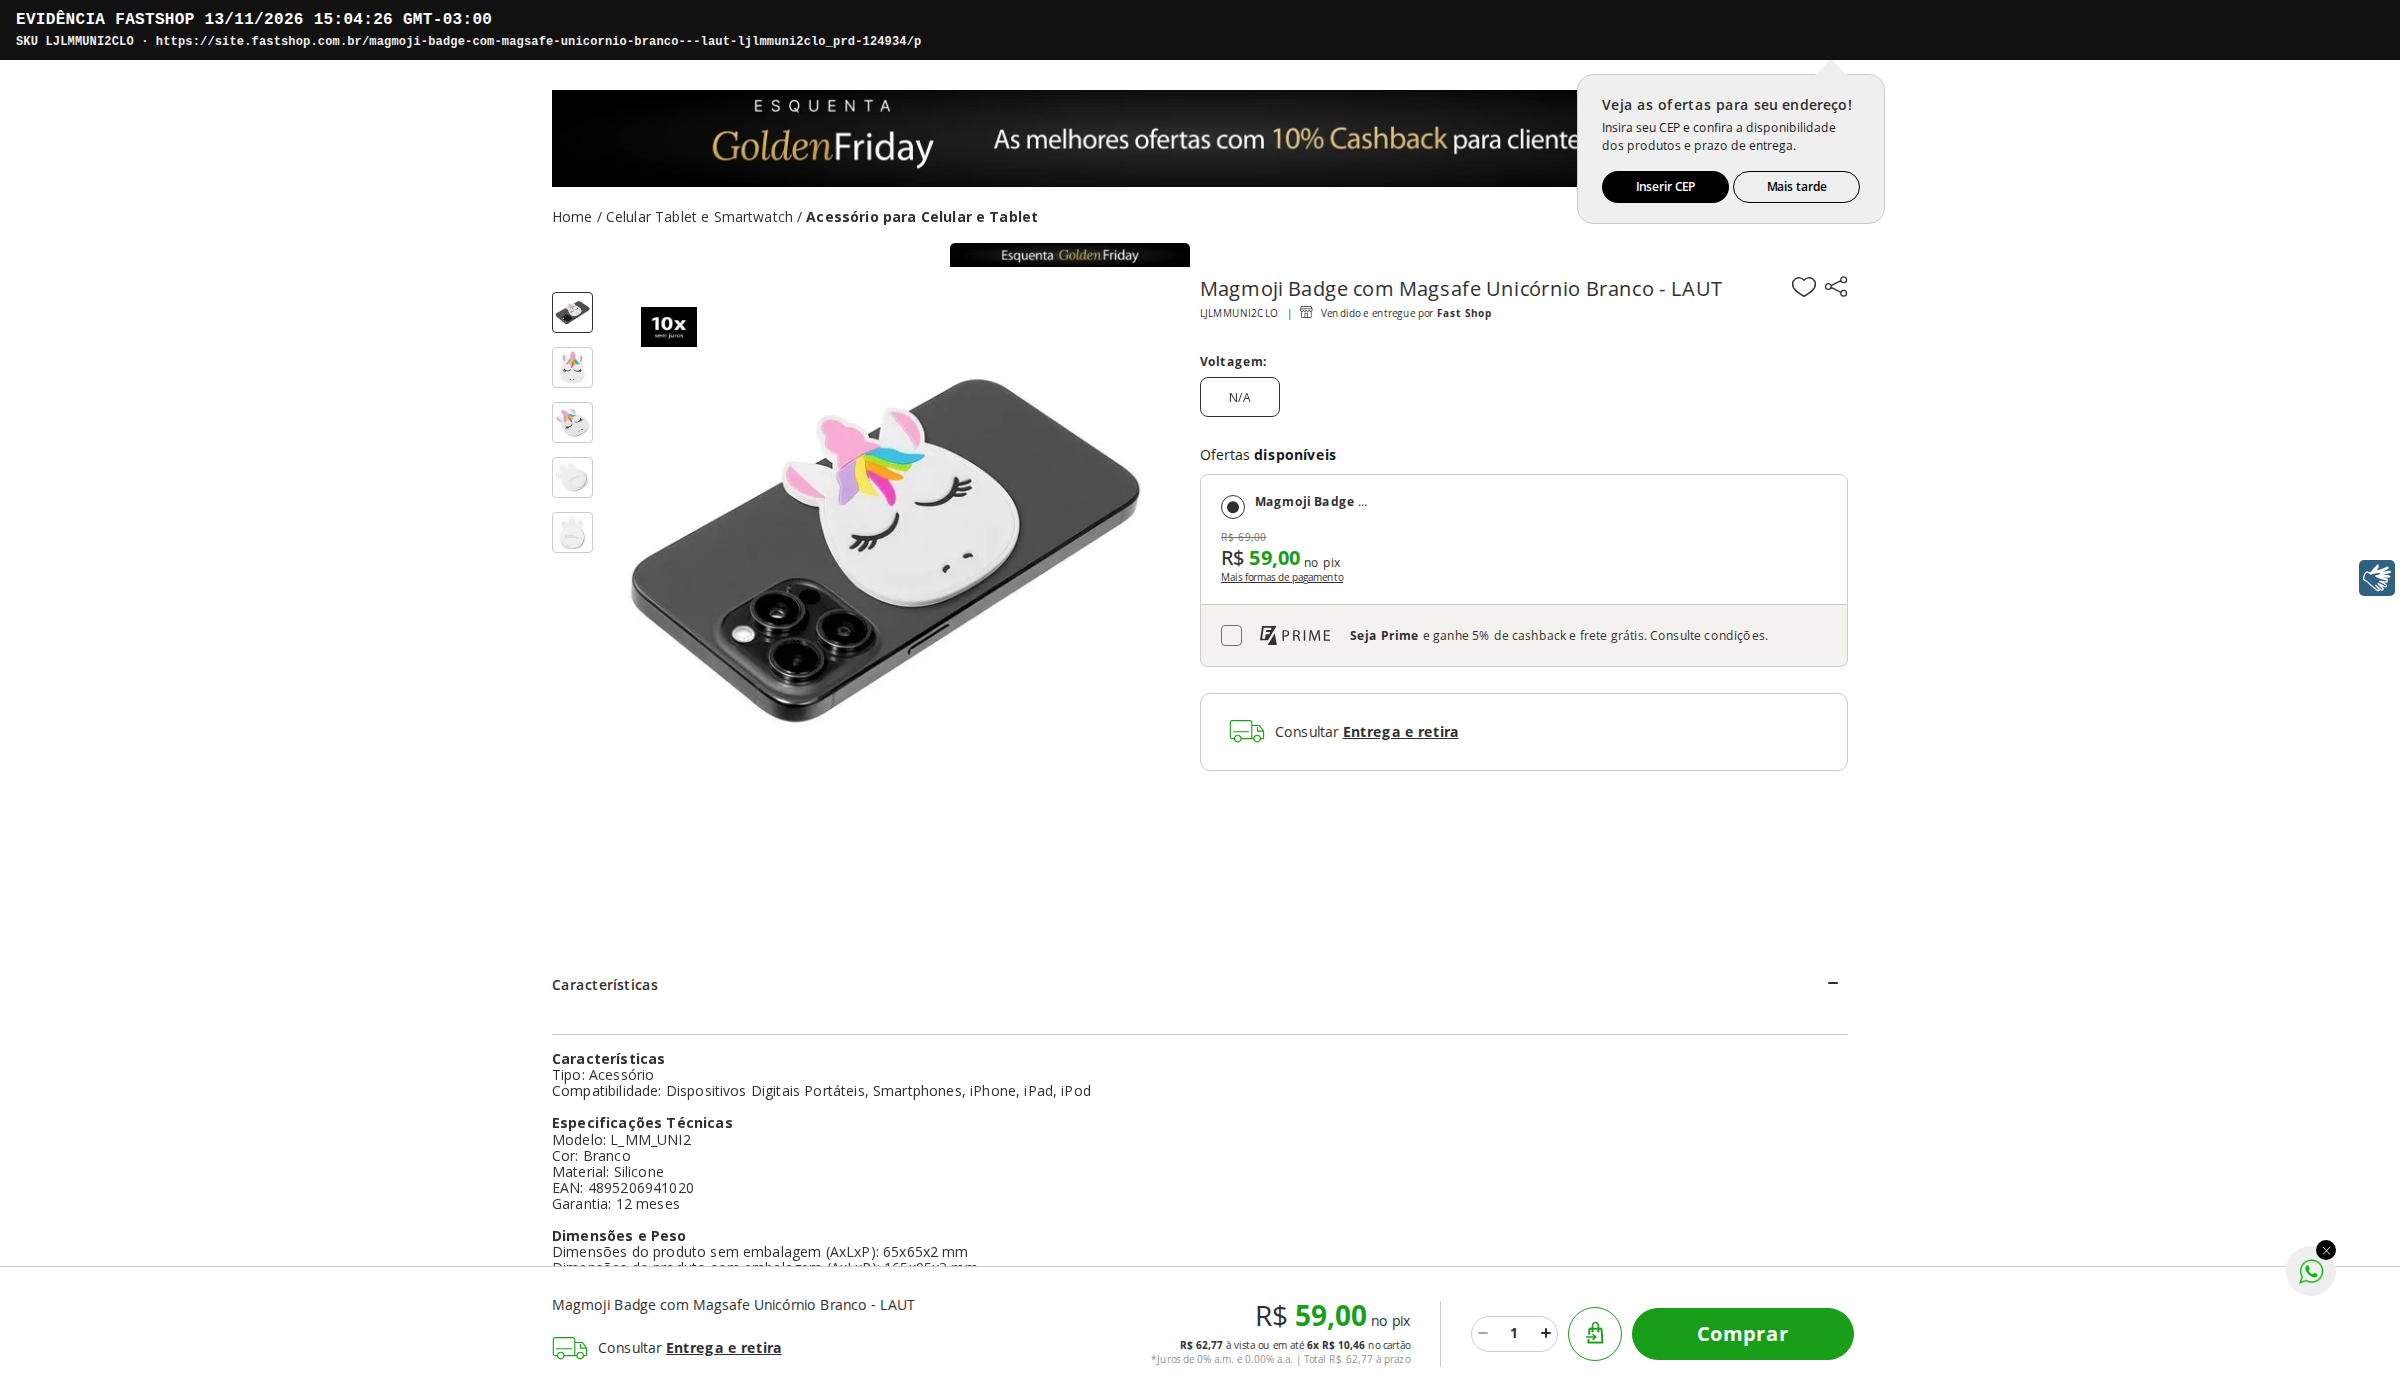 EVIDÊNCIA FASTSHOP 13/11/2026 15:04:26 GMT-03:00
SKU LJLMMUNI2CLO · https://site.fastshop.com.br/magmoji-badge-com-magsafe-unicornio-branco---laut-ljlmmuni2clo_prd-124934/p
ESQUENTA
GoldenFriday
As melhores ofertas com 10% Cashback para cliente
Veja as ofertas para seu endereço!
Insira seu CEP e confira a disponibilidade
dos produtos e prazo de entrega.
Inserir CEP
Mais tarde
Home / Celular Tablet e Smartwatch / Acessório para Celular e Tablet
Esquenta GoldenFriday
10x
sem juros
Magmoji Badge com Magsafe Unicórnio Branco - LAUT
LJLMMUNI2CLO | Vendido e entregue por Fast Shop
Voltagem:
N/A
Ofertas disponíveis
Magmoji Badge ...
R$ 69,00
R$ 59,00 no pix
Mais formas de pagamento
PRIME Seja Prime e ganhe 5% de cashback e frete grátis. Consulte condições.
Consultar Entrega e retira
Características
Características
Tipo: Acessório
Compatibilidade: Dispositivos Digitais Portáteis, Smartphones, iPhone, iPad, iPod
Especificações Técnicas
Modelo: L_MM_UNI2
Cor: Branco
Material: Silicone
EAN: 4895206941020
Garantia: 12 meses
Dimensões e Peso
Dimensões do produto sem embalagem (AxLxP): 65x65x2 mm
Magmoji Badge com Magsafe Unicórnio Branco - LAUT
Consultar Entrega e retira
R$ 59,00 no pix
R$ 62,77 à vista ou em até 6x R$ 10,46 no cartão
*Juros de 0% a.m. e 0.00% a.a. | Total R$ 62,77 à prazo
1
Comprar